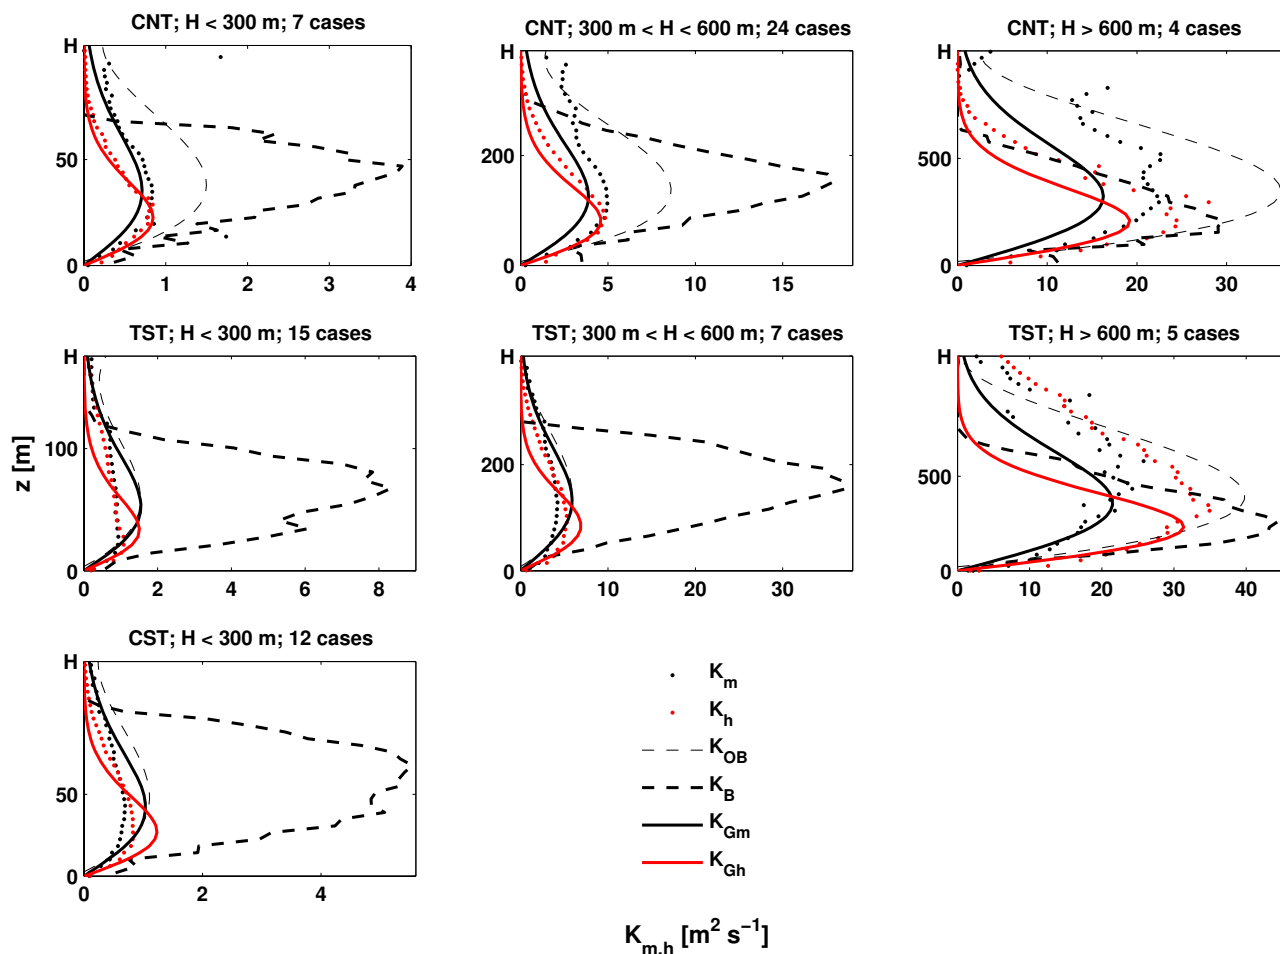 CNT; H < 300 m; 7 cases
CNT; 300 m < H < 600 m; 24 cases
CNT; H > 600 m; 4 cases
H
50
0
0 1 2 3 4
H
200
0
0 5 10 15
H
500
0
0 10 20 30
TST; H < 300 m; 15 cases
TST; 300 m < H < 600 m; 7 cases
TST; H > 600 m; 5 cases
z [m]
H
100
0
0 2 4 6 8
H
200
0
0 10 20 30
H
500
0
0 10 20 30 40
CST; H < 300 m; 12 cases
H
50
0
0 2 4
K_m
K_h
K_OB
K_B
K_Gm
K_Gh
K_m,h [m² s⁻¹]